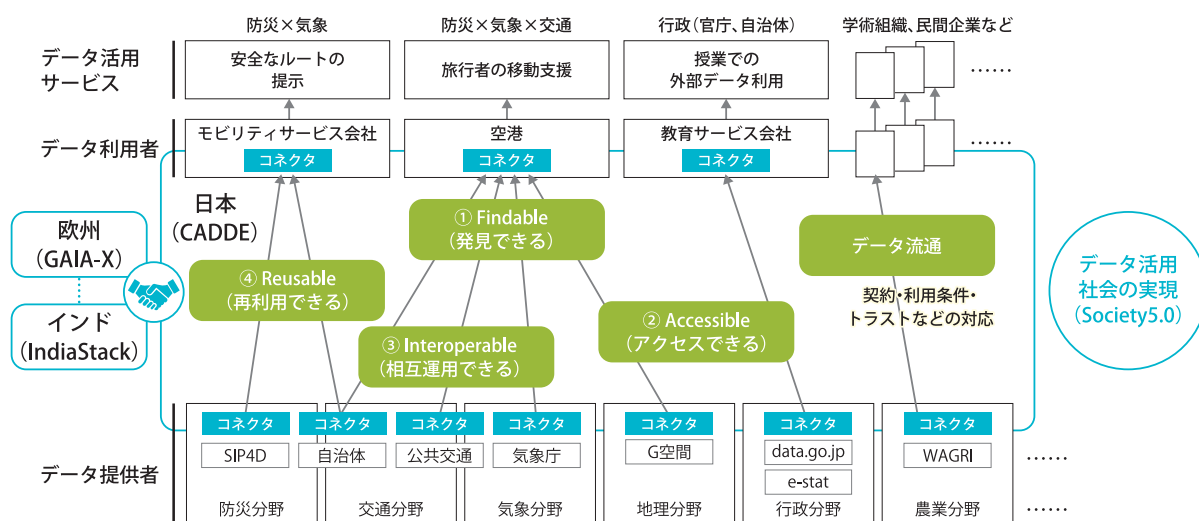 防災×気象
防災×気象×交通
行政（官庁、自治体）
学術組織、民間企業など
データ活用
サービス
安全なルートの
提示
旅行者の移動支援
授業での
外部データ利用
……
データ利用者
モビリティサービス会社
コネクタ
空港
コネクタ
教育サービス会社
コネクタ
……
日本
（CADDE）
欧州
（GAIA-X）
インド
（IndiaStack）
① Findable
（発見できる）
④ Reusable
（再利用できる）
③ Interoperable
（相互運用できる）
② Accessible
（アクセスできる）
データ流通
契約・利用条件・
トラストなどの対応
データ活用
社会の実現
（Society5.0）
データ提供者
コネクタ
SIP4D
防災分野
コネクタ
自治体
コネクタ
公共交通
交通分野
コネクタ
気象庁
気象分野
コネクタ
G空間
地理分野
コネクタ
data.go.jp
e-stat
行政分野
コネクタ
WAGRI
農業分野
……
……